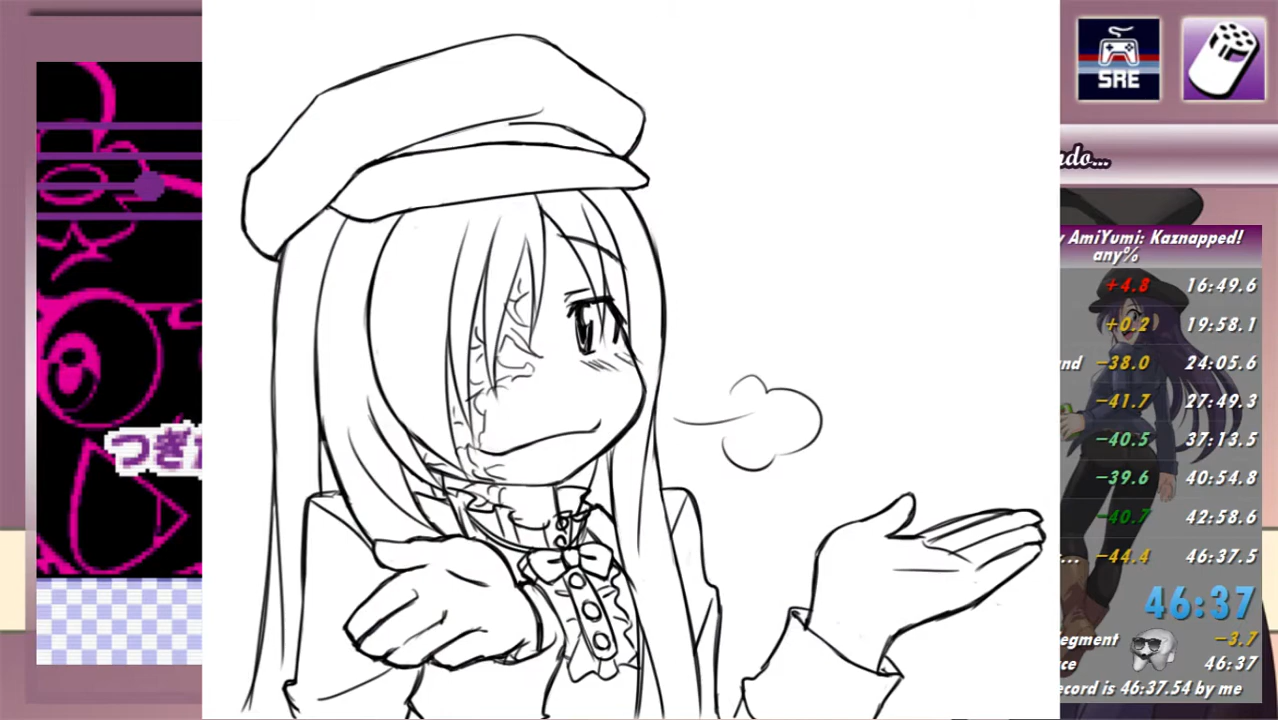 SRE
ndo...
y AmiYumi: Kaznapped!
any%
+4.8 16:49.6
+0.2 19:58.1
and -38.0 24:05.6
-41.7 27:49.3
-40.5 37:13.5
-39.6 40:54.8
-40.7 42:58.6
... -44.4 46:37.5
46:37
Segment -3.7
ce 46:37
ecord is 46:37.54 by me
つぎ